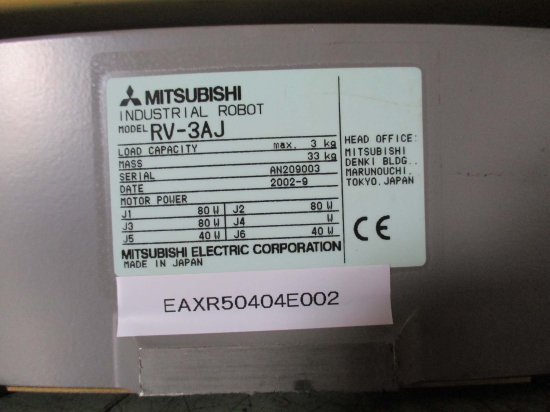 MITSUBISHI
INDUSTRIAL ROBOT
MODEL RV-3AJ
LOAD CAPACITY max. 3 kg
MASS 33 kg
SERIAL AN209003
DATE 2002-9
MOTOR POWER
J1 80 W J2 80 W
J3 80 W J4 W
J5 40 W J6 40 W
MITSUBISHI ELECTRIC CORPORATION
MADE IN JAPAN
HEAD OFFICE:
MITSUBISHI
DENKI BLDG.,
MARUNOUCHI,
TOKYO, JAPAN
CE
EAXR50404E002